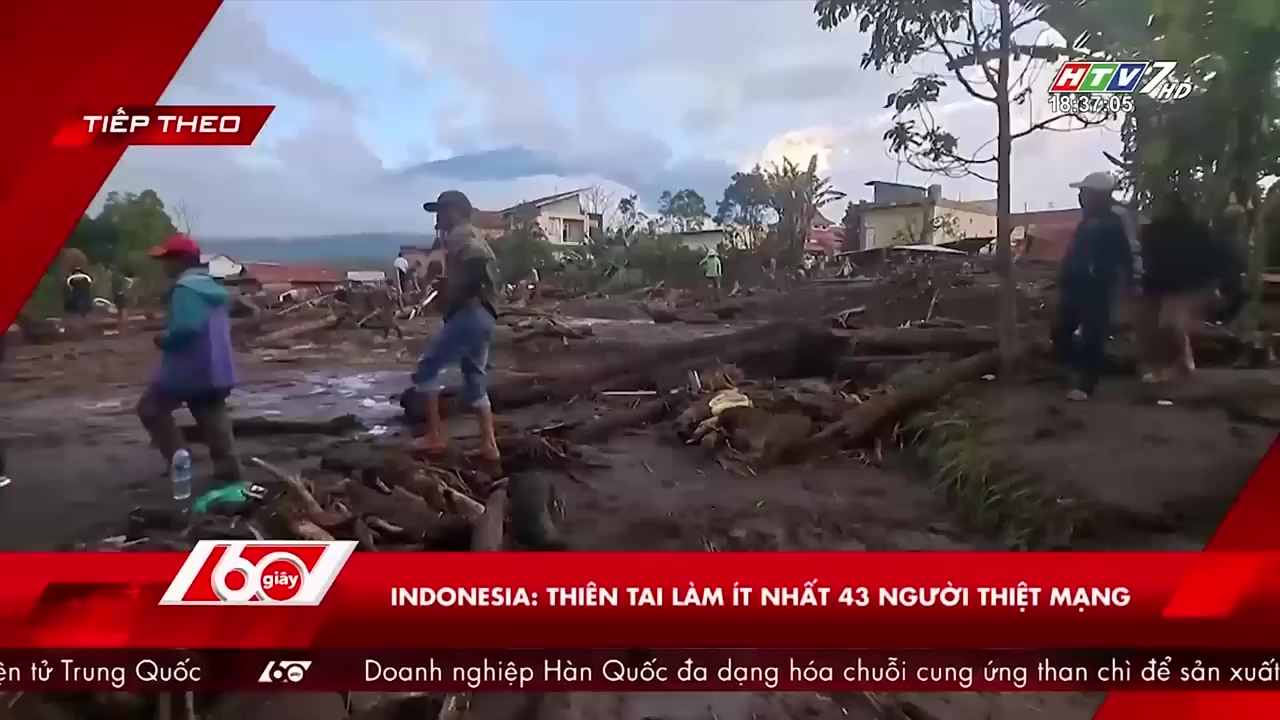 HTV7 HD
18:37:05
TIẾP THEO
60 giây
INDONESIA: THIÊN TAI LÀM ÍT NHẤT 43 NGƯỜI THIỆT MẠNG
ện tử Trung Quốc 60 Doanh nghiệp Hàn Quốc đa dạng hóa chuỗi cung ứng than chì để sản xuất